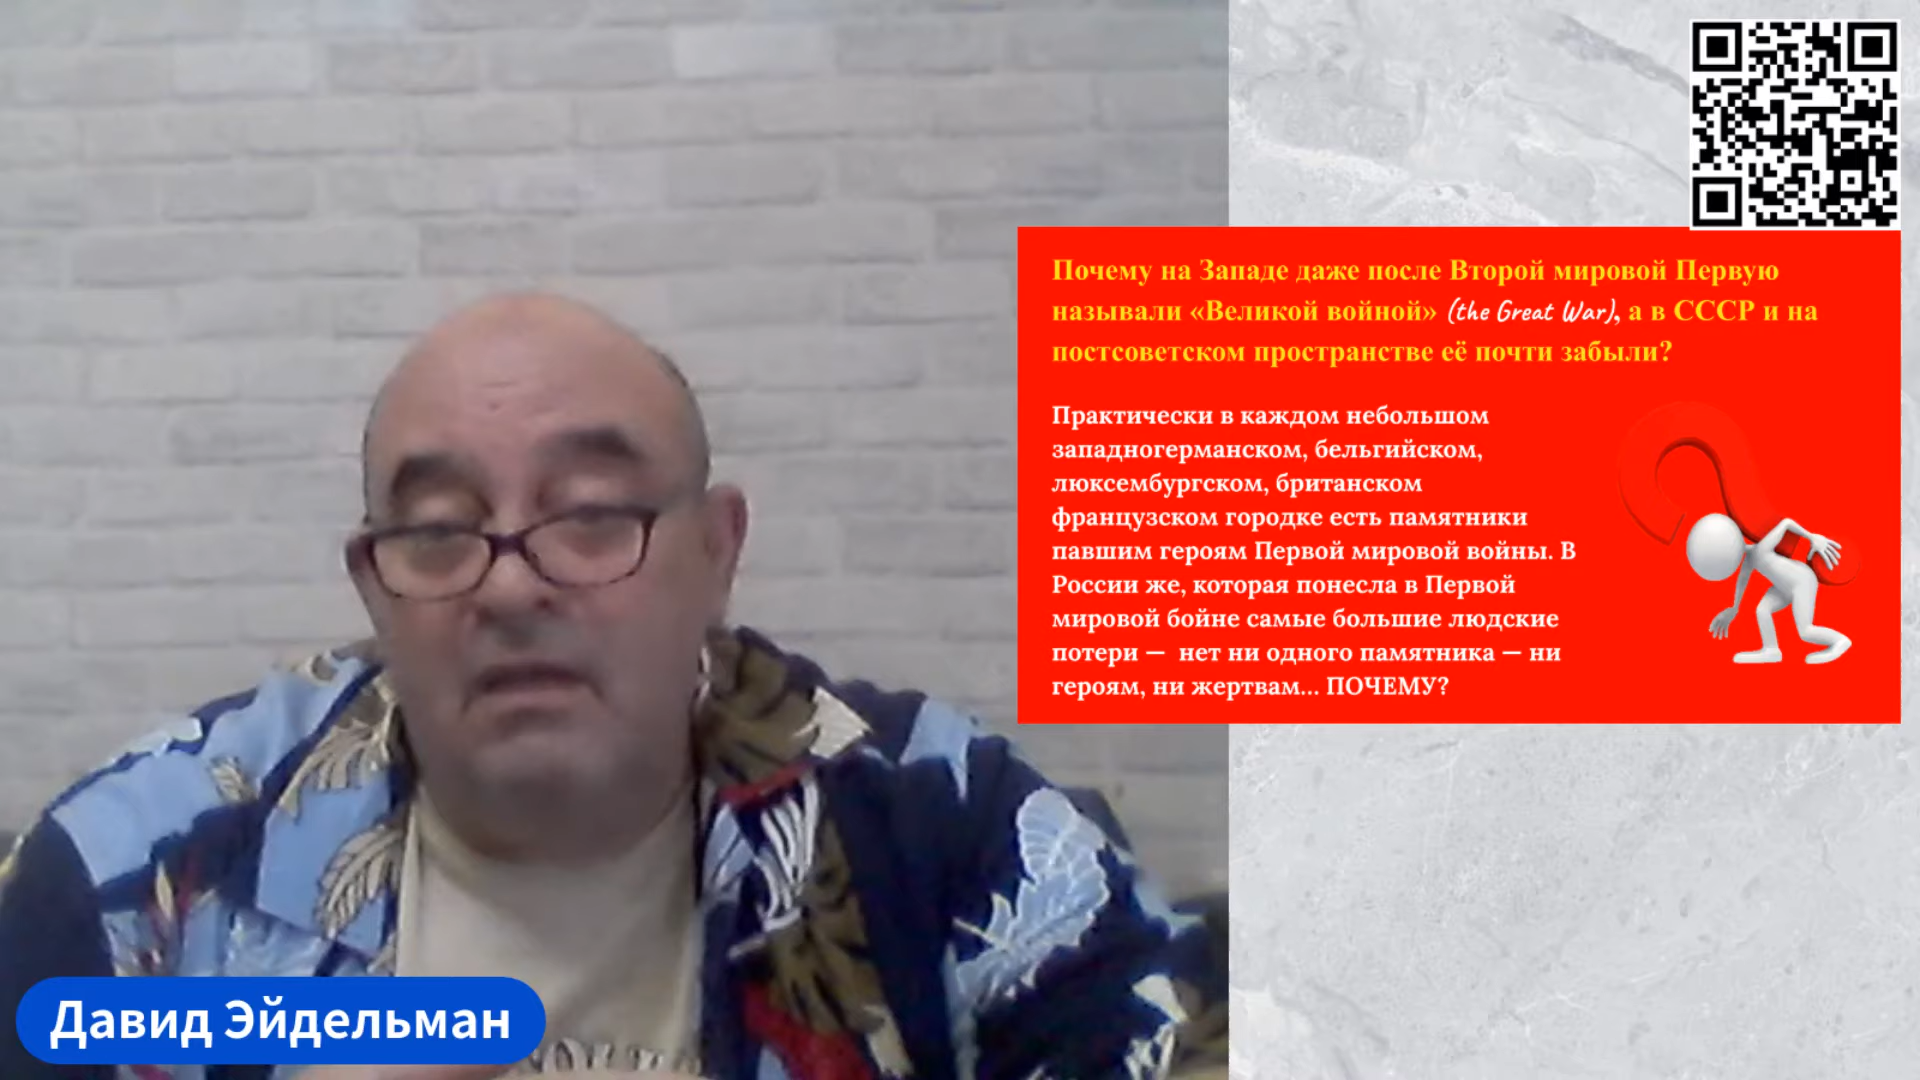 Почему на Западе даже после Второй мировой Первую
называли «Великой войной» (the Great War), а в СССР и на
постсоветском пространстве её почти забыли?
Практически в каждом небольшом
западногерманском, бельгийском,
люксембургском, британском
французском городке есть памятники
павшим героям Первой мировой войны. В
России же, которая понесла в Первой
мировой бойне самые большие людские
потери — нет ни одного памятника — ни
героям, ни жертвам... ПОЧЕМУ?
Давид Эйдельман